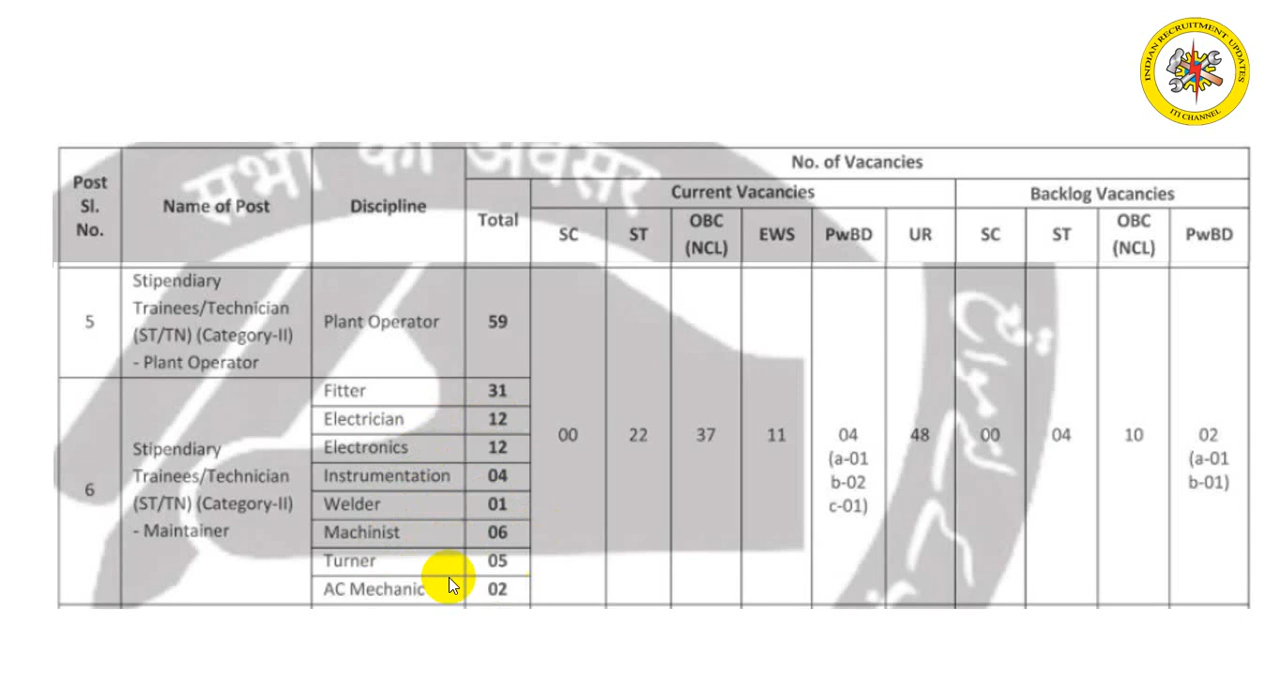 INDIAN RECRUITMENT UPDATES
ITI CHANNEL
सभी को अवसर
No. of Vacancies
Post Sl. No.
Name of Post
Discipline
Total
Current Vacancies
Backlog Vacancies
SC
ST
OBC (NCL)
EWS
PwBD
UR
SC
ST
OBC (NCL)
PwBD
5
Stipendiary
Trainees/Technician
(ST/TN) (Category-II)
- Plant Operator
Plant Operator
59
6
Stipendiary
Trainees/Technician
(ST/TN) (Category-II)
- Maintainer
Fitter 31
Electrician 12
Electronics 12
Instrumentation 04
Welder 01
Machinist 06
Turner 05
AC Mechanic 02
00
22
37
11
04
(a-01
b-02
c-01)
48
00
04
10
02
(a-01
b-01)